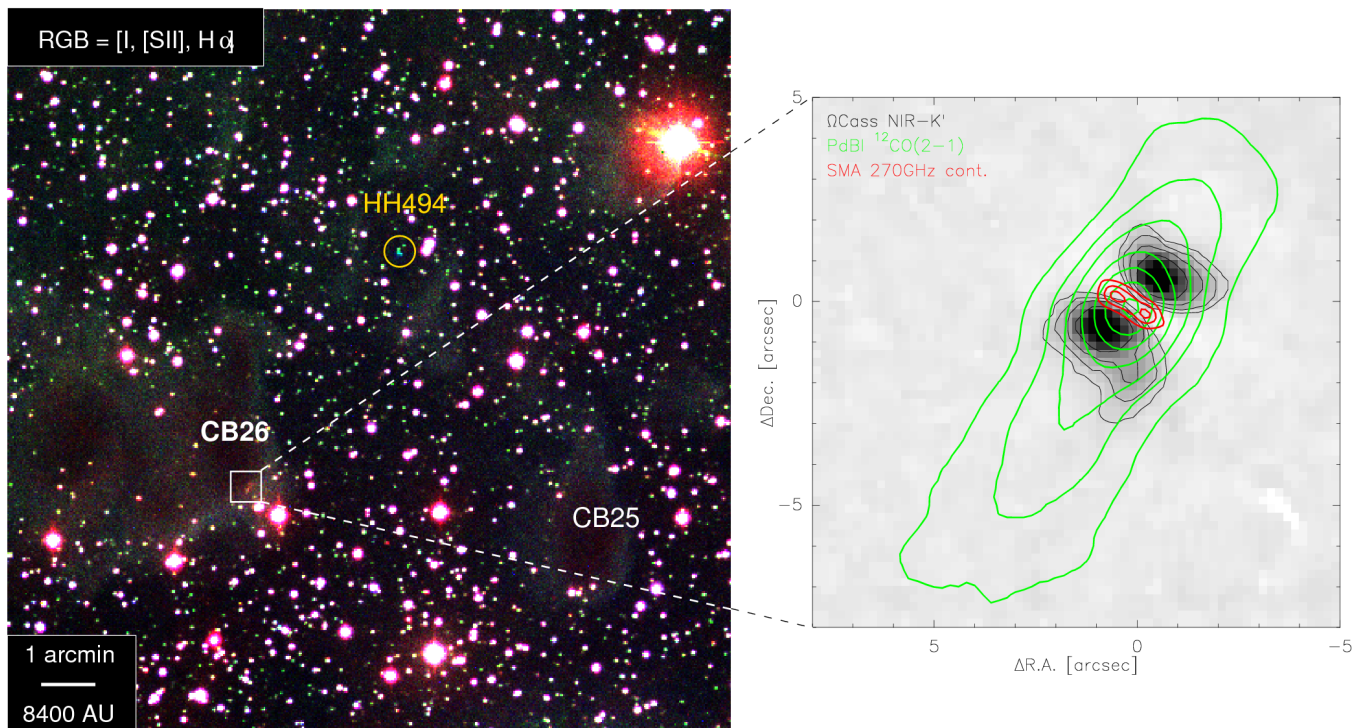 RGB = [I, [SII], Hα]
HH494
CB26
CB25
1 arcmin
8400 AU
ΩCass NIR−K'
PdBI ¹²CO(2−1)
SMA 270GHz cont.
5
0
−5
ΔDec. [arcsec]
5
0
−5
ΔR.A. [arcsec]